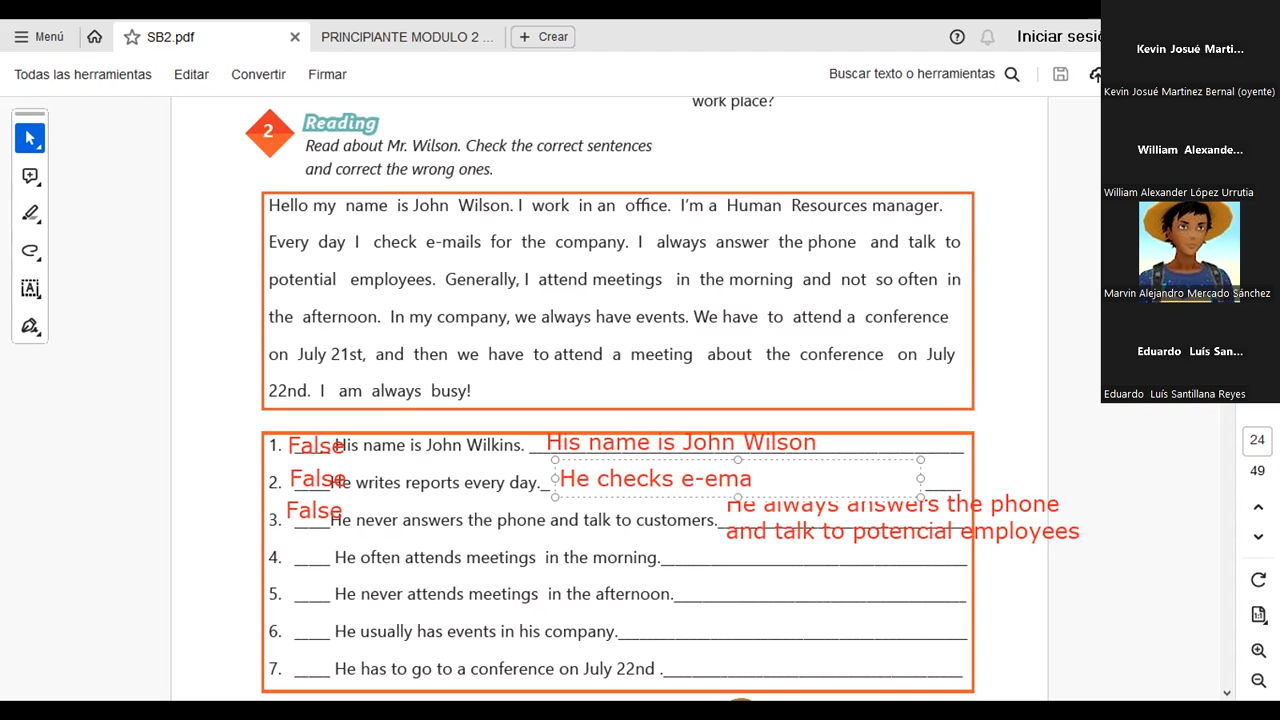 Menú
SB2.pdf
PRINCIPIANTE MODULO 2 ...
Crear
Iniciar sesi
Todas las herramientas
Editar
Convertir
Firmar
Buscar texto o herramientas
work place?
2
Reading
Read about Mr. Wilson. Check the correct sentences
and correct the wrong ones.
Hello my name is John Wilson. I work in an office. I'm a Human Resources manager.
Every day I check e-mails for the company. I always answer the phone and talk to
potential employees. Generally, I attend meetings in the morning and not so often in
the afternoon. In my company, we always have events. We have to attend a conference
on July 21st, and then we have to attend a meeting about the conference on July
22nd. I am always busy!
1. False His name is John Wilkins. His name is John Wilson
2. False He writes reports every day. He checks e-ema
3. False He never answers the phone and talk to customers. He always answers the phone
and talk to potencial employees
4. ____ He often attends meetings in the morning.
5. ____ He never attends meetings in the afternoon.
6. ____ He usually has events in his company.
7. ____ He has to go to a conference on July 22nd .
Kevin Josué Marti...
Kevin Josué Martinez Bernal (oyente)
William Alexande...
William Alexander López Urrutia
Marvin Alejandro Mercado Sánchez
Eduardo Luís San...
Eduardo Luís Santillana Reyes
24
49
1:1